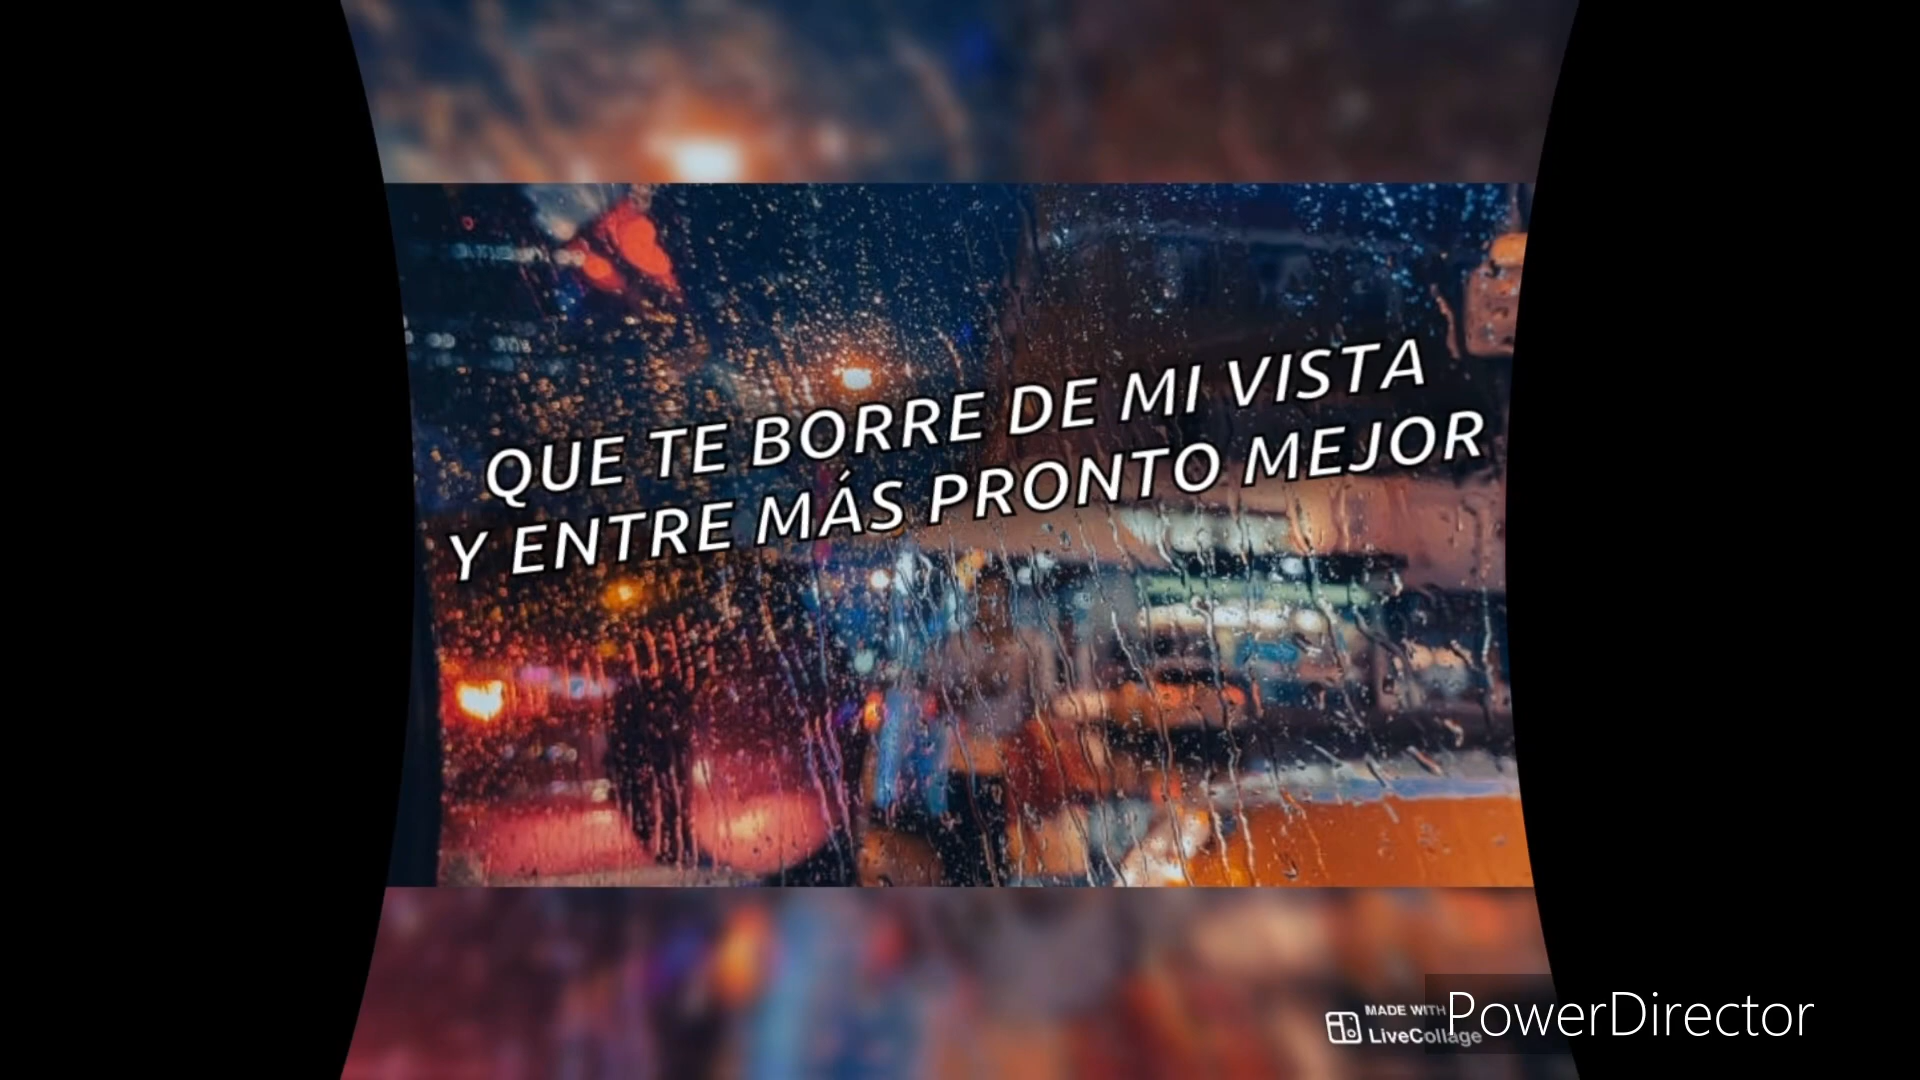 QUE TE BORRE DE MI VISTA
Y ENTRE MÁS PRONTO MEJOR
MADE WITH
LiveCollage
PowerDirector